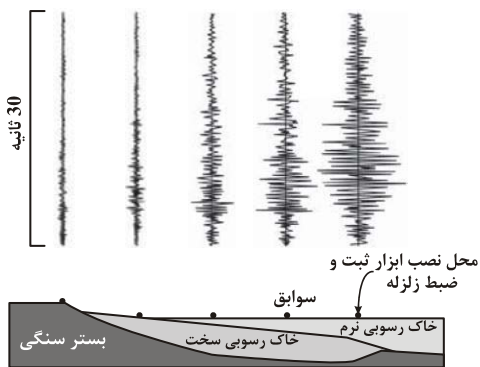 30 ثانیه
محل نصب ابزار ثبت و
ضبط زلزله
سوابق
خاک رسوبی نرم
خاک رسوبی سخت
بستر سنگی